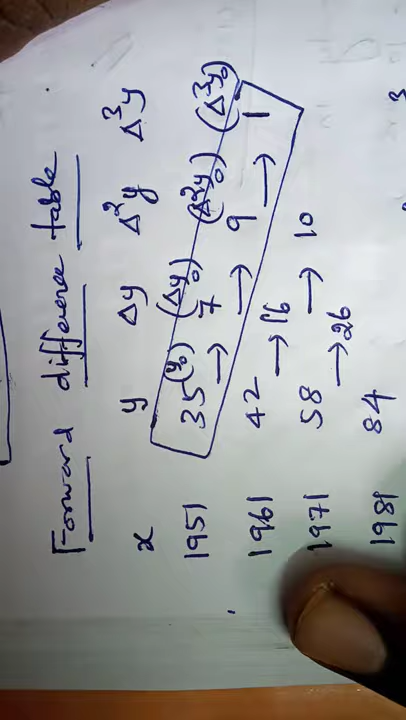 Forward difference table
x y Δy Δ²y Δ³y
(y₀) (Δy₀) (Δ²y₀) (Δ³y₀)
1951 35 → 7 → 9 → 1
1961 42 → 16 → 10
1971 58 → 26
1981 84
3